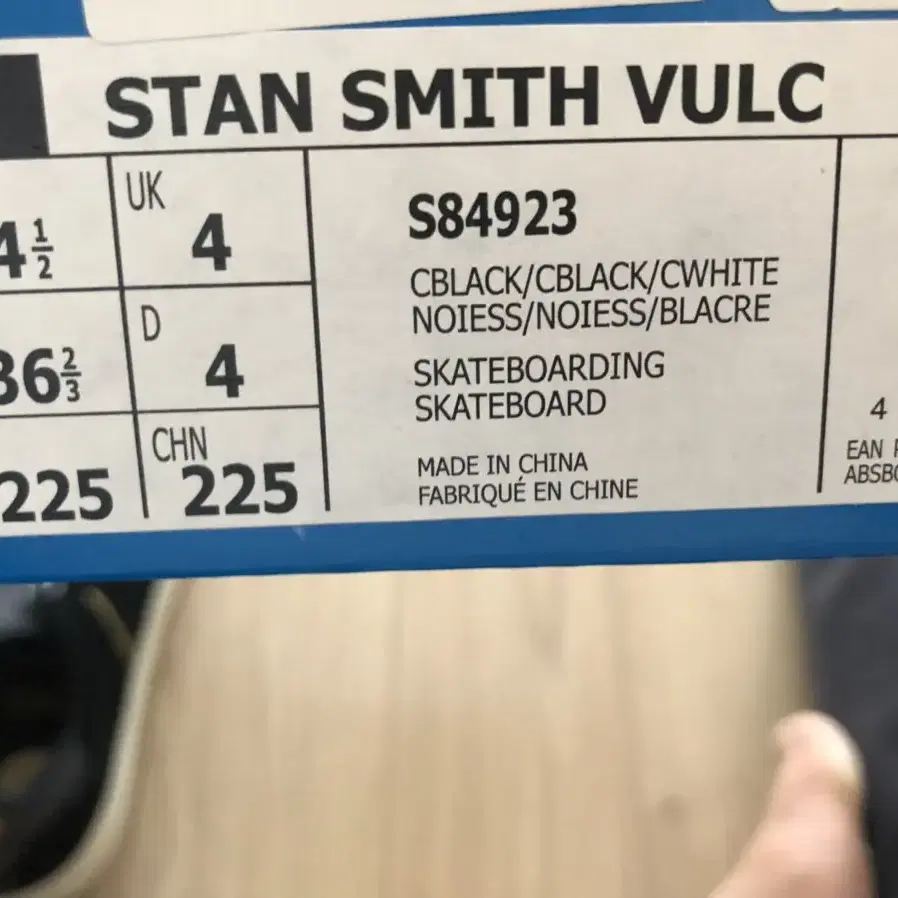 STAN SMITH VULC
4½
UK
4
S84923
CBLACK/CBLACK/CWHITE
NOIESS/NOIESS/BLACRE
36⅔
D
4
SKATEBOARDING
SKATEBOARD
225
CHN
225
MADE IN CHINA
FABRIQUÉ EN CHINE
4
EAN